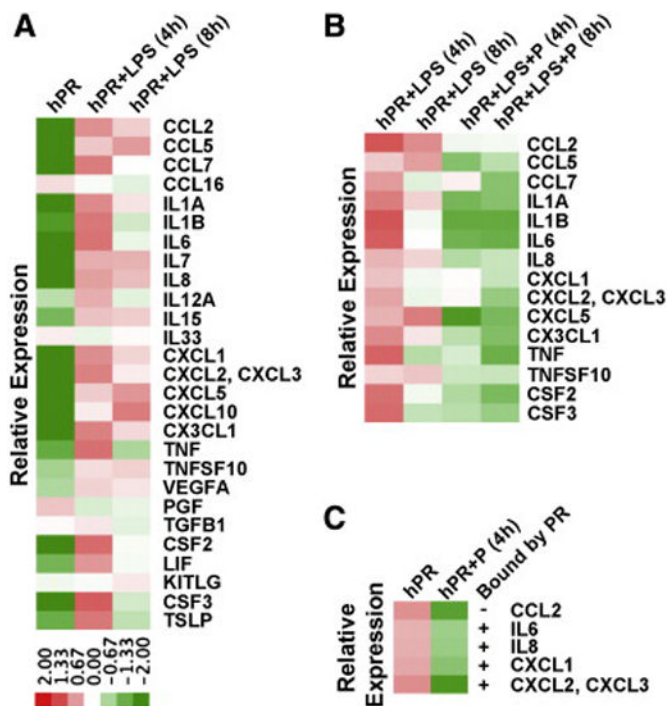 A
hPR
hPR+LPS (4h)
hPR+LPS (8h)
Relative Expression
CCL2
CCL5
CCL7
CCL16
IL1A
IL1B
IL6
IL7
IL8
IL12A
IL15
IL33
CXCL1
CXCL2, CXCL3
CXCL5
CXCL10
CX3CL1
TNF
TNFSF10
VEGFA
PGF
TGFB1
CSF2
LIF
KITLG
CSF3
TSLP
2.00
1.33
0.67
0.00
-0.67
-1.33
-2.00
B
hPR+LPS (4h)
hPR+LPS (8h)
hPR+LPS+P (4h)
hPR+LPS+P (8h)
Relative Expression
CCL2
CCL5
CCL7
IL1A
IL1B
IL6
IL8
CXCL1
CXCL2, CXCL3
CXCL5
CX3CL1
TNF
TNFSF10
CSF2
CSF3
C
hPR
hPR+P (4h)
Bound by PR
Relative
Expression
- CCL2
+ IL6
+ IL8
+ CXCL1
+ CXCL2, CXCL3